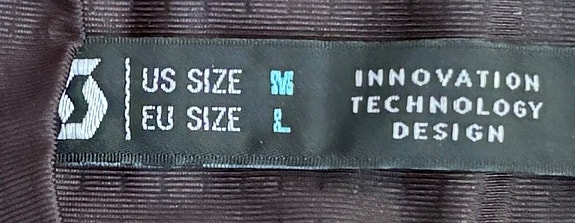 US SIZE M
EU SIZE L
INNOVATION
TECHNOLOGY
DESIGN